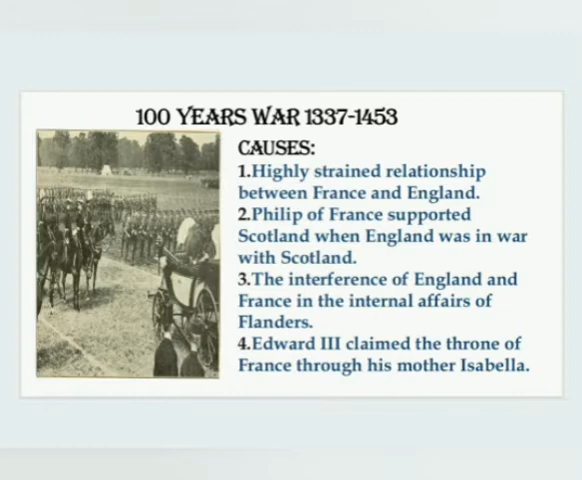 100 YEARS WAR 1337-1453
CAUSES:
1.Highly strained relationship
between France and England.
2.Philip of France supported
Scotland when England was in war
with Scotland.
3.The interference of England and
France in the internal affairs of
Flanders.
4.Edward III claimed the throne of
France through his mother Isabella.